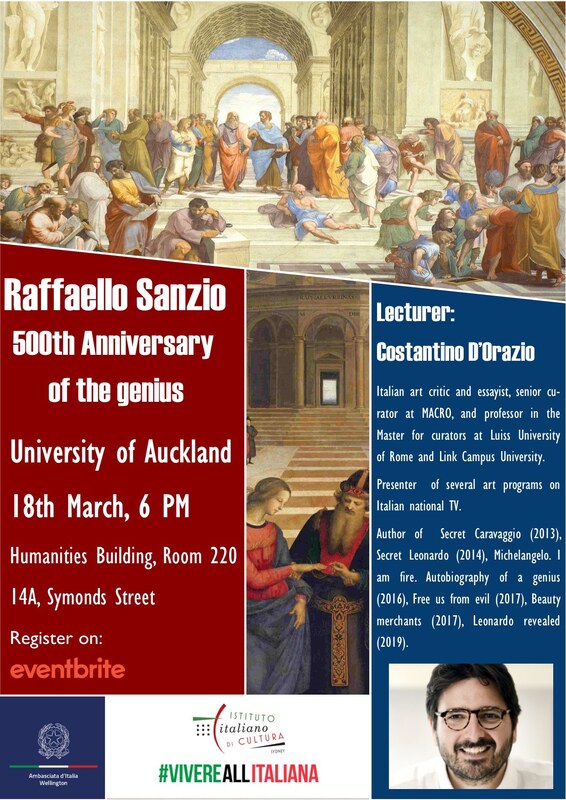 Raffaello Sanzio
500th Anniversary
of the genius
University of Auckland
18th March, 6 PM
Humanities Building, Room 220
14A, Symonds Street
Register on:
eventbrite
Lecturer:
Costantino D'Orazio
Italian art critic and essayist, senior cu-
rator at MACRO, and professor in the
Master for curators at Luiss University
of Rome and Link Campus University.
Presenter of several art programs on
Italian national TV.
Author of Secret Caravaggio (2013),
Secret Leonardo (2014), Michelangelo. I
am fire. Autobiography of a genius
(2016), Free us from evil (2017), Beauty
merchants (2017), Leonardo revealed
(2019).
Ambasciata d'Italia
Wellington
ISTITUTO
italiano
DI CULTURA
SYDNEY
#VIVEREALLITALIANA